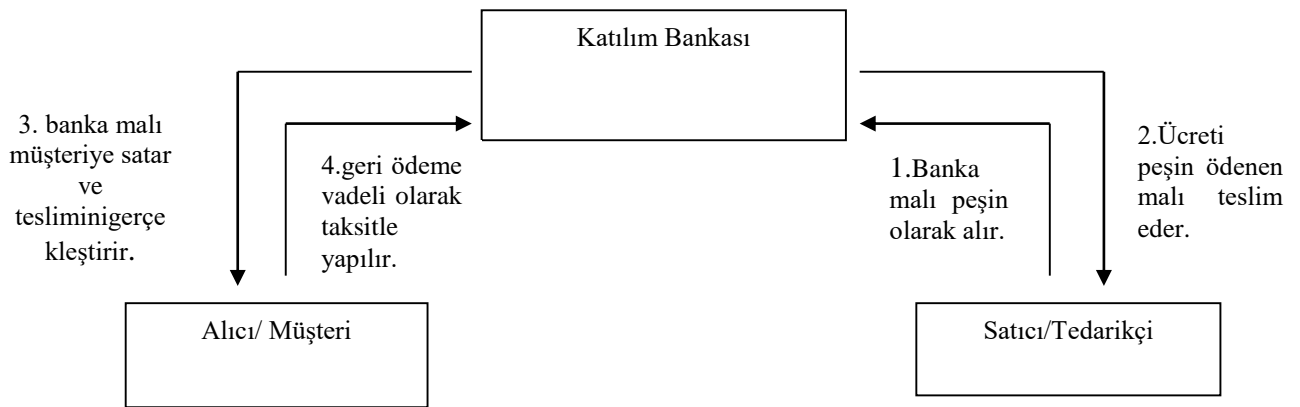 Katılım Bankası
3. banka malı
müşteriye satar
ve
tesliminigerçe
kleştirir.
4.geri ödeme
vadeli olarak
taksitle
yapılır.
1.Banka
malı peşin
olarak alır.
2.Ücreti
peşin ödenen
malı teslim
eder.
Alıcı/ Müşteri
Satıcı/Tedarikçi